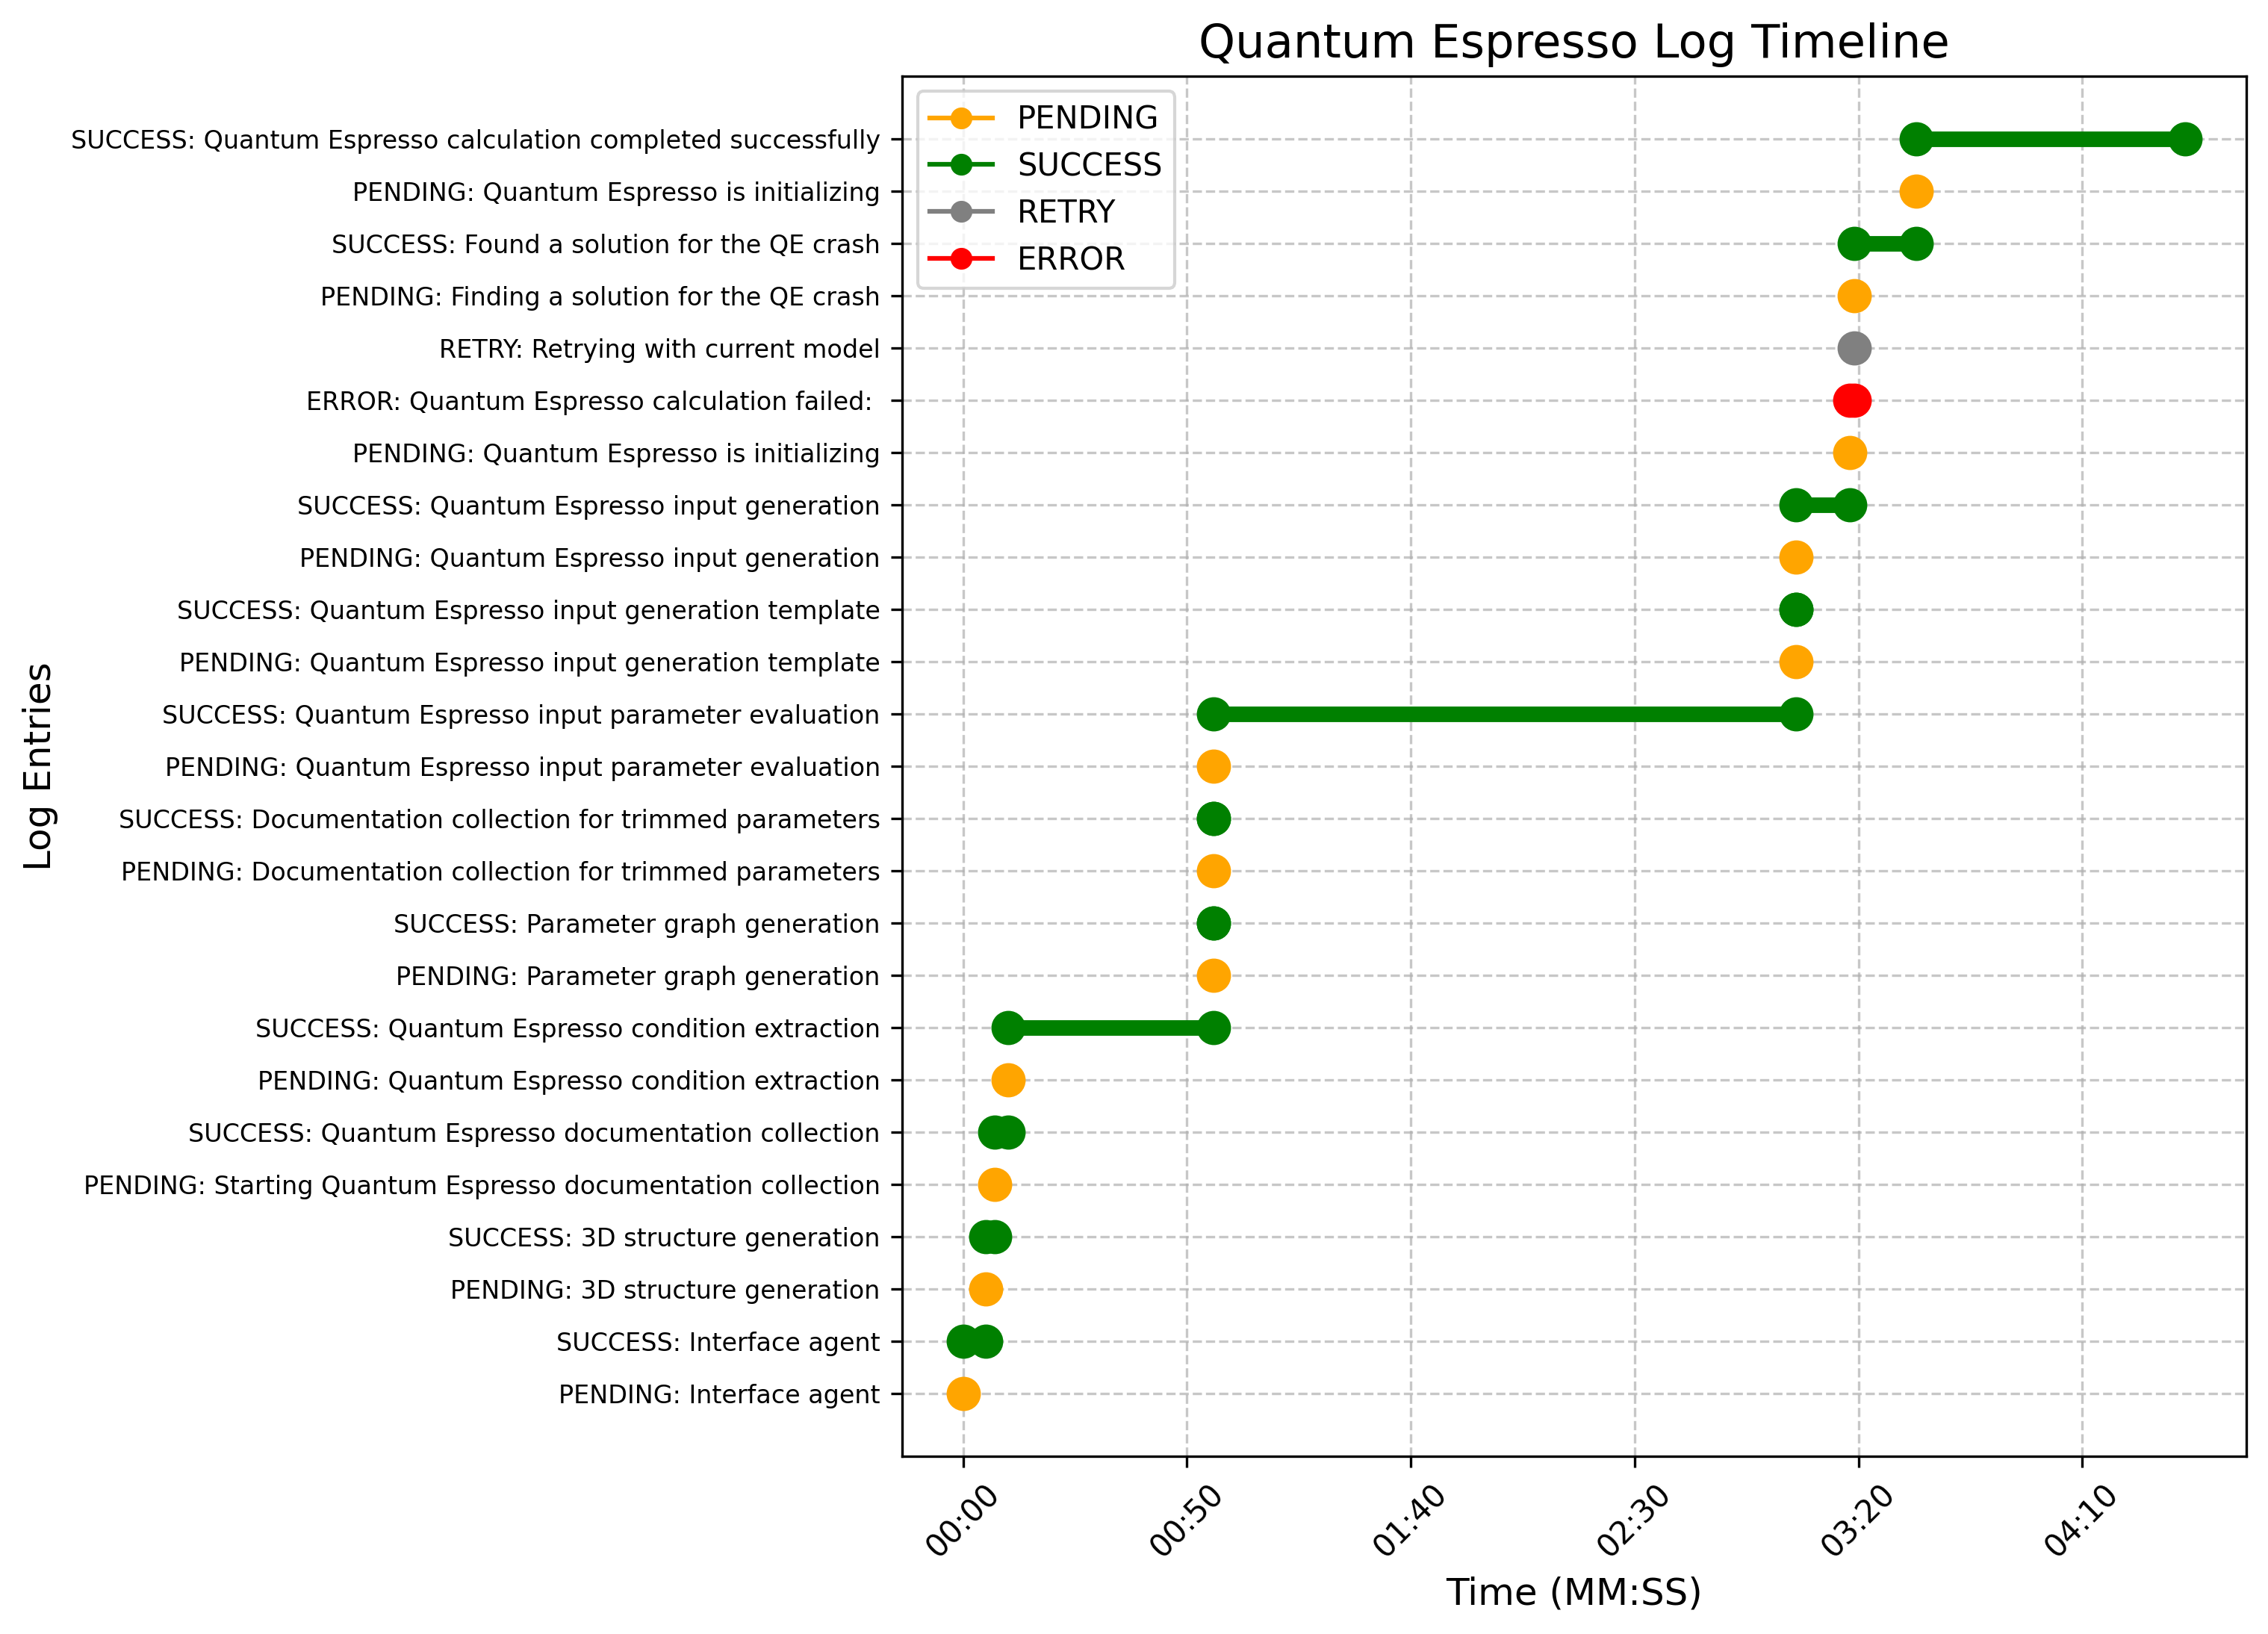 Quantum Espresso Log Timeline
PENDING
SUCCESS
RETRY
ERROR
SUCCESS: Quantum Espresso calculation completed successfully
PENDING: Quantum Espresso is initializing
SUCCESS: Found a solution for the QE crash
PENDING: Finding a solution for the QE crash
RETRY: Retrying with current model
ERROR: Quantum Espresso calculation failed:
PENDING: Quantum Espresso is initializing
SUCCESS: Quantum Espresso input generation
PENDING: Quantum Espresso input generation
SUCCESS: Quantum Espresso input generation template
PENDING: Quantum Espresso input generation template
SUCCESS: Quantum Espresso input parameter evaluation
PENDING: Quantum Espresso input parameter evaluation
SUCCESS: Documentation collection for trimmed parameters
PENDING: Documentation collection for trimmed parameters
SUCCESS: Parameter graph generation
PENDING: Parameter graph generation
SUCCESS: Quantum Espresso condition extraction
PENDING: Quantum Espresso condition extraction
SUCCESS: Quantum Espresso documentation collection
PENDING: Starting Quantum Espresso documentation collection
SUCCESS: 3D structure generation
PENDING: 3D structure generation
SUCCESS: Interface agent
PENDING: Interface agent
Log Entries
00:00
00:50
01:40
02:30
03:20
04:10
Time (MM:SS)